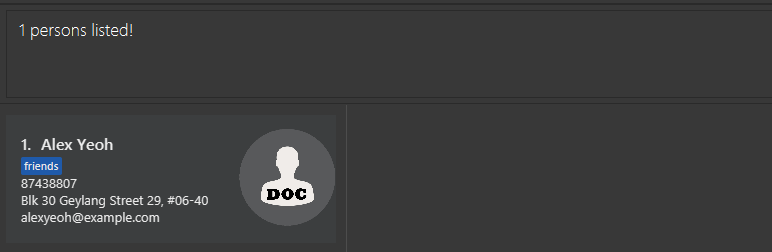 1 persons listed!
1. Alex Yeoh
friends
87438807
Blk 30 Geylang Street 29, #06-40
alexyeoh@example.com
DOC